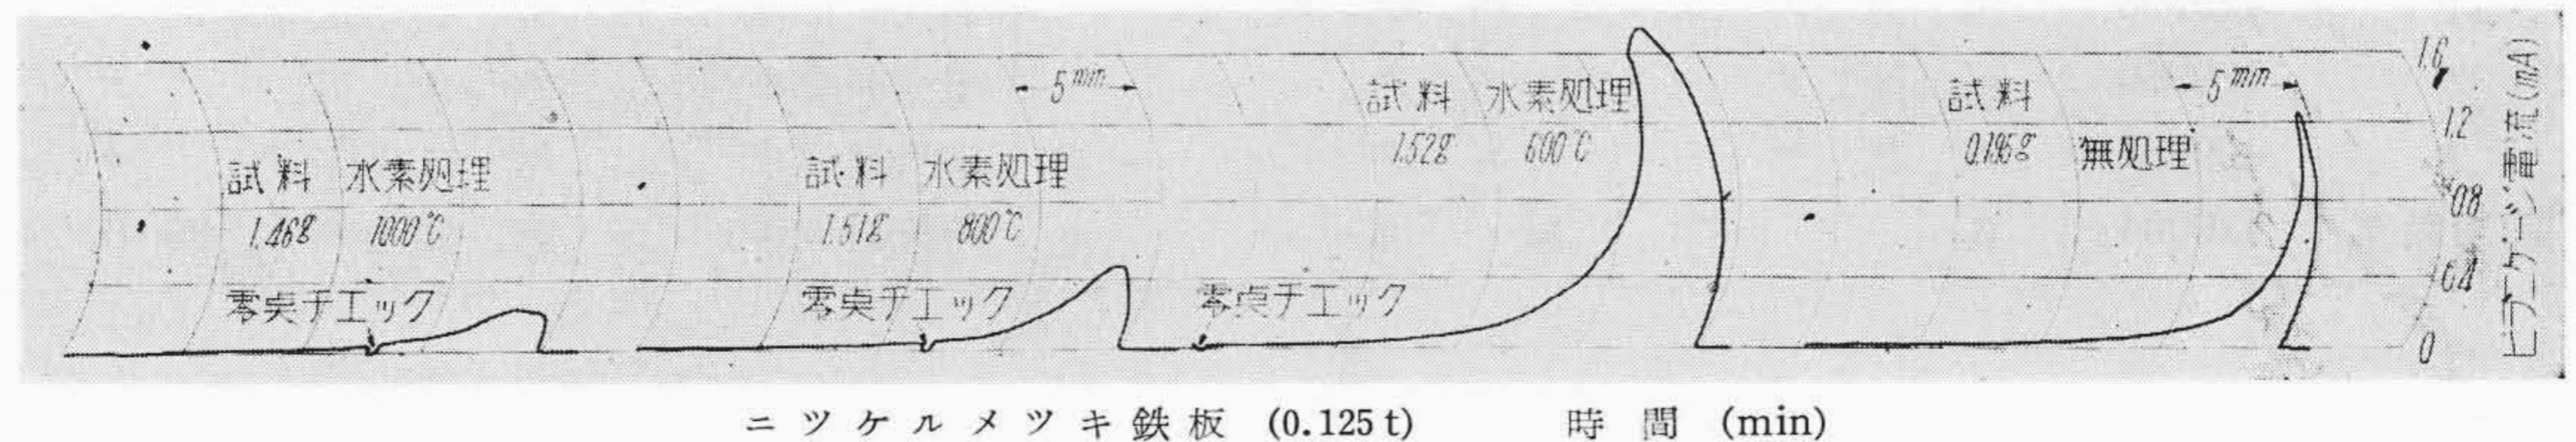 試料 水素処理
1.46g 1000℃
零点チエック
試料 水素処理
1.51g 800℃
零点チエック
5mm
試料 水素処理
1.52g 600℃
零点チエック
試料
0.195g 無処理
5mm
1.6
1.2
0.8
0.4
0
ピラニゲージ電流(mA)
ニツケルメツキ鉄板 (0.125t) 時間 (min)